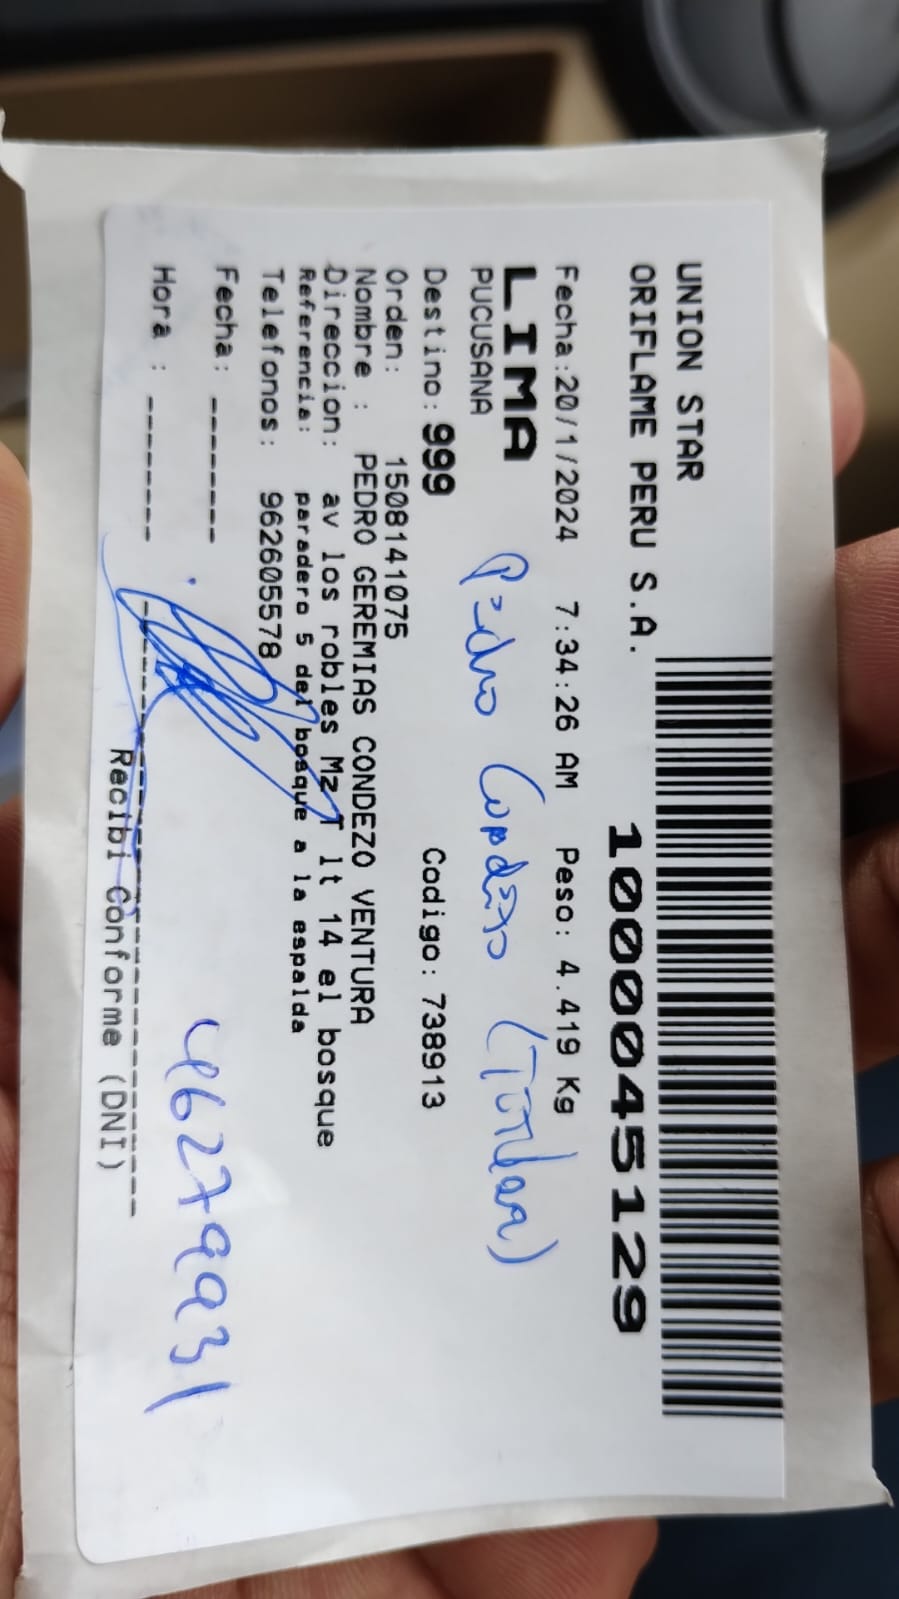 UNION STAR
ORIFLAME PERU S.A.
1000045129
Fecha:20/1/2024 7:34:26 AM Peso: 4.419 Kg
LIMA
PUCUSANA
Pedro Condezo (Titular)
Destino: 999 Codigo: 738913
Orden: 1508141075
Nombre : PEDRO GEREMIAS CONDEZO VENTURA
Direccion: av los robles Mz T lt 14 el bosque
Referencia: paradero 5 del bosque a la espalda
Telefonos: 962605578
Fecha: -------
46279931
Hora : -------
Recibi Conforme (DNI)